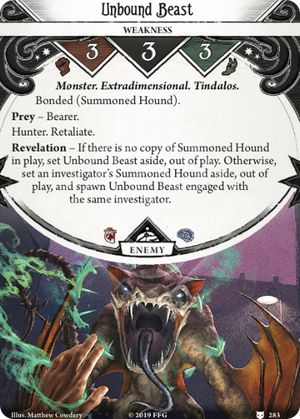 Unbound Beast
WEAKNESS
3 3 3
Monster. Extradimensional. Tindalos.
Bonded (Summoned Hound).
Prey – Bearer.
Hunter. Retaliate.
Revelation – If there is no copy of Summoned Hound
in play, set Unbound Beast aside, out of play. Otherwise,
set an investigator's Summoned Hound aside, out of
play, and spawn Unbound Beast engaged with
the same investigator.
ENEMY
Illus. Matthew Cowdery
© 2019 FFG
283